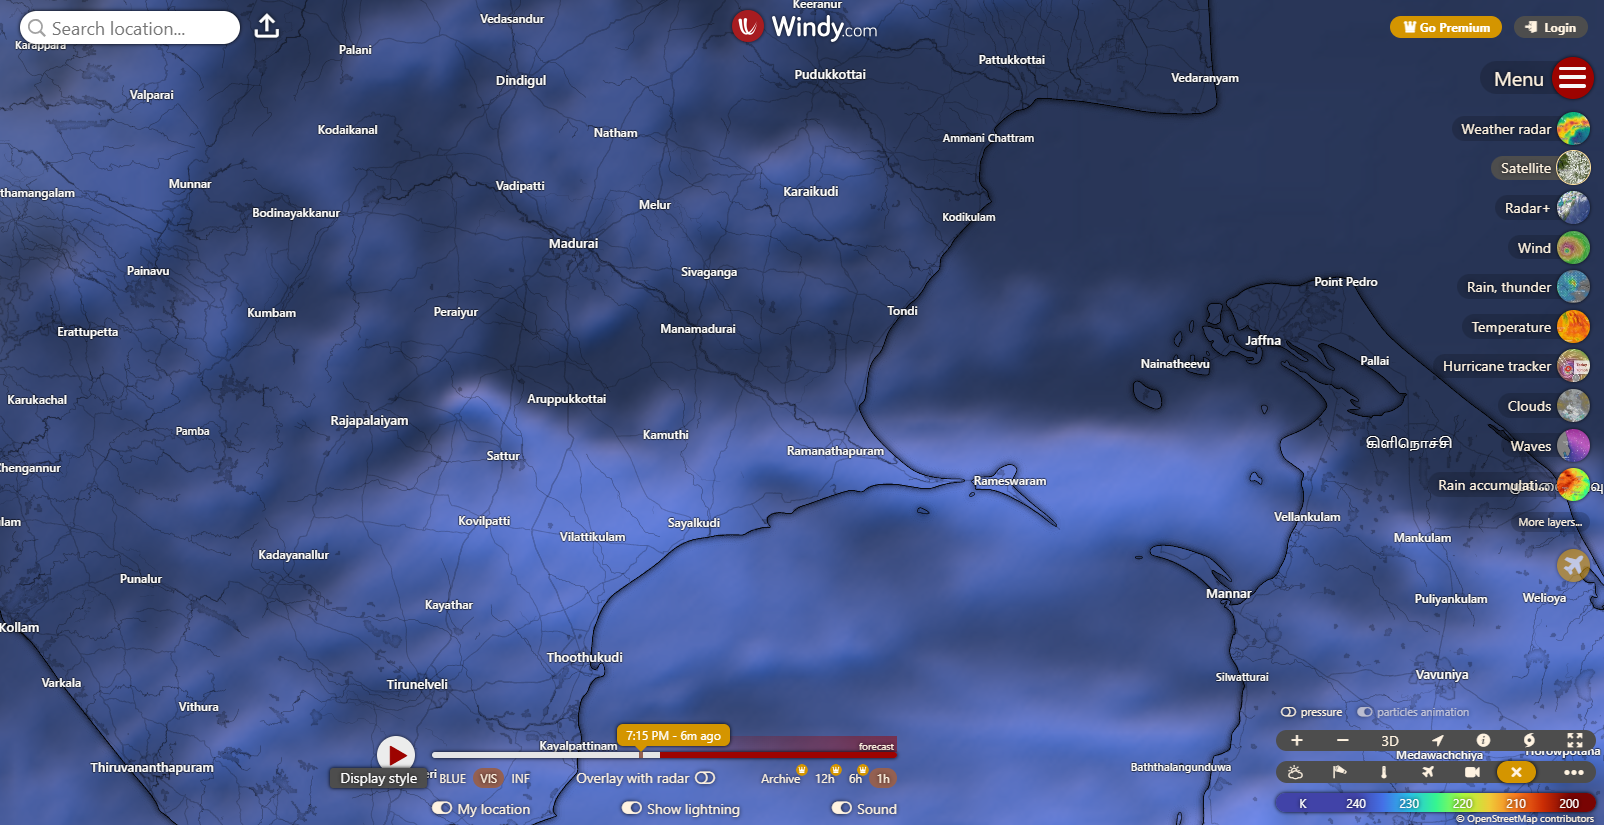 Search location...
Windy.com
Go Premium
Login
Menu
Weather radar
Satellite
Radar+
Wind
Rain, thunder
Temperature
Hurricane tracker
Clouds
Waves
Rain accumulati...
More layers...
Keeranur
Vedasandur
Karappara
Palani
Pattukkottai
Pudukkottai
Vedaranyam
Dindigul
Valparai
Kodaikanal
Natham
Ammani Chattram
Munnar
Vadipatti
Karaikudi
thamangalam
Melur
Bodinayakkanur
Kodikulam
Madurai
Painavu
Sivaganga
Point Pedro
Kumbam
Peraiyur
Tondi
Erattupetta
Manamadurai
Jaffna
Nainatheevu
Pallai
Karukachal
Aruppukkottai
Rajapalaiyam
Pamba
Kamuthi
கிளிநொச்சி
Ramanathapuram
Sattur
Chengannur
Rameswaram
lam
Kovilpatti
Sayalkudi
Vellankulam
Vilattikulam
Mankulam
Kadayanallur
Punalur
Mannar
Kayathar
Puliyankulam
Welioya
Kollam
Thoothukudi
Varkala
Tirunelveli
Silwatturai
Vavuniya
Vithura
Kayalpattinam
Thiruvananthapuram
Baththalangunduwa
Medawachchiya
Horowpotana
7:15 PM - 6m ago
forecast
Display style
eri
BLUE
VIS
INF
Overlay with radar
Archive
12h
6h
1h
My location
Show lightning
Sound
pressure
particles animation
3D
K 240 230 220 210 200
© OpenStreetMap contributors